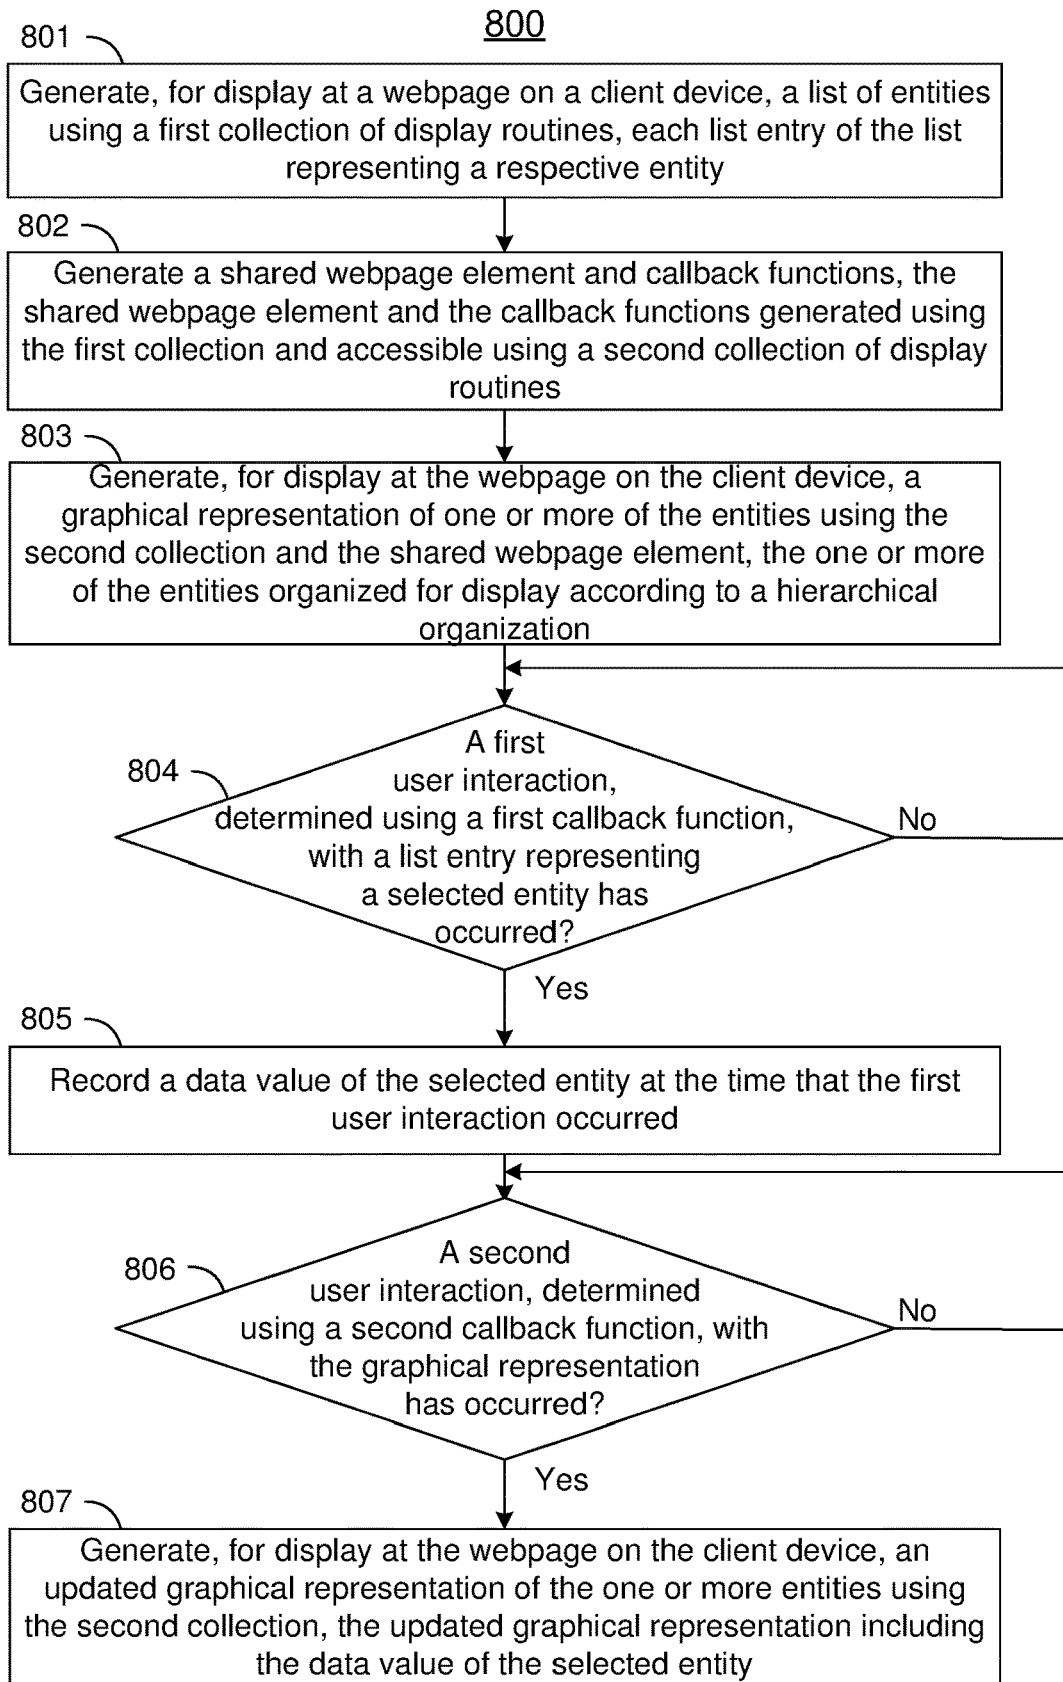 800
801
Generate, for display at a webpage on a client device, a list of entities
using a first collection of display routines, each list entry of the list
representing a respective entity
802
Generate a shared webpage element and callback functions, the
shared webpage element and the callback functions generated using
the first collection and accessible using a second collection of display
routines
803
Generate, for display at the webpage on the client device, a
graphical representation of one or more of the entities using the
second collection and the shared webpage element, the one or more
of the entities organized for display according to a hierarchical
organization
804
A first
user interaction,
determined using a first callback function,
with a list entry representing
a selected entity has
occurred?
No
Yes
805
Record a data value of the selected entity at the time that the first
user interaction occurred
806
A second
user interaction, determined
using a second callback function, with
the graphical representation
has occurred?
No
Yes
807
Generate, for display at the webpage on the client device, an
updated graphical representation of the one or more entities using
the second collection, the updated graphical representation including
the data value of the selected entity